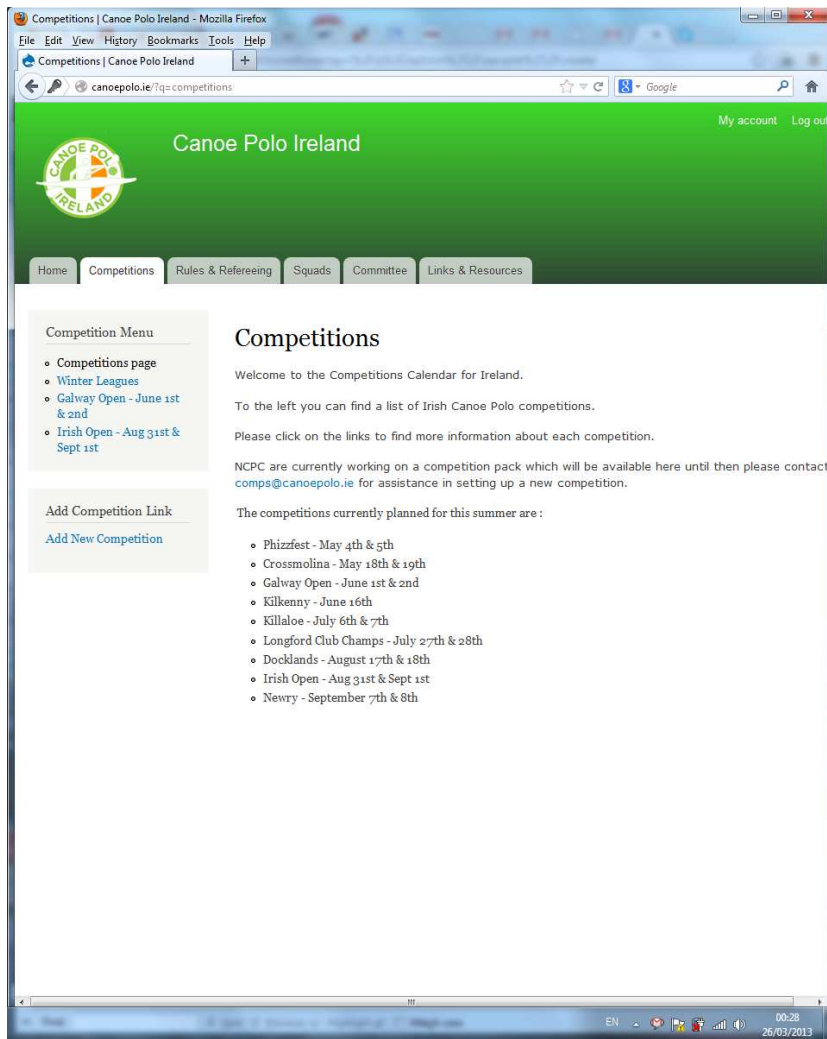 Competitions | Canoe Polo Ireland - Mozilla Firefox
File Edit View History Bookmarks Tools Help
Competitions | Canoe Polo Ireland +
canoepolo.ie/?q=competitions Google
My account Log out
CANOE POLO IRELAND
Canoe Polo Ireland
Home Competitions Rules & Refereeing Squads Committee Links & Resources
Competition Menu
Competitions page
Winter Leagues
Galway Open - June 1st
& 2nd
Irish Open - Aug 31st &
Sept 1st
Add Competition Link
Add New Competition
Competitions
Welcome to the Competitions Calendar for Ireland.
To the left you can find a list of Irish Canoe Polo competitions.
Please click on the links to find more information about each competition.
NCPC are currently working on a competition pack which will be available here until then please contact
comps@canoepolo.ie for assistance in setting up a new competition.
The competitions currently planned for this summer are :
Phizzfest - May 4th & 5th
Crossmolina - May 18th & 19th
Galway Open - June 1st & 2nd
Kilkenny - June 16th
Killaloe - July 6th & 7th
Longford Club Champs - July 27th & 28th
Docklands - August 17th & 18th
Irish Open - Aug 31st & Sept 1st
Newry - September 7th & 8th
EN 00:28
26/03/2013